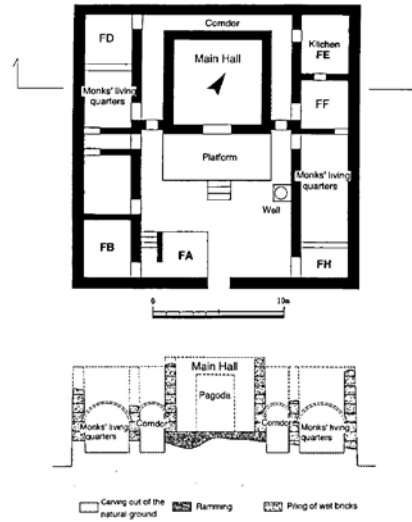 Corridor
FD
Kitchen
FE
Main Hall
Monks' living
quarters
FF
Platform
Monks' living
quarters
Well
FB
FA
FH
0
10m
Main Hall
Pagoda
Monks' living
quarters
Corridor
Corridor
Monks' living
quarters
Carving out of the
natural ground
Ramming
Piling of wet bricks